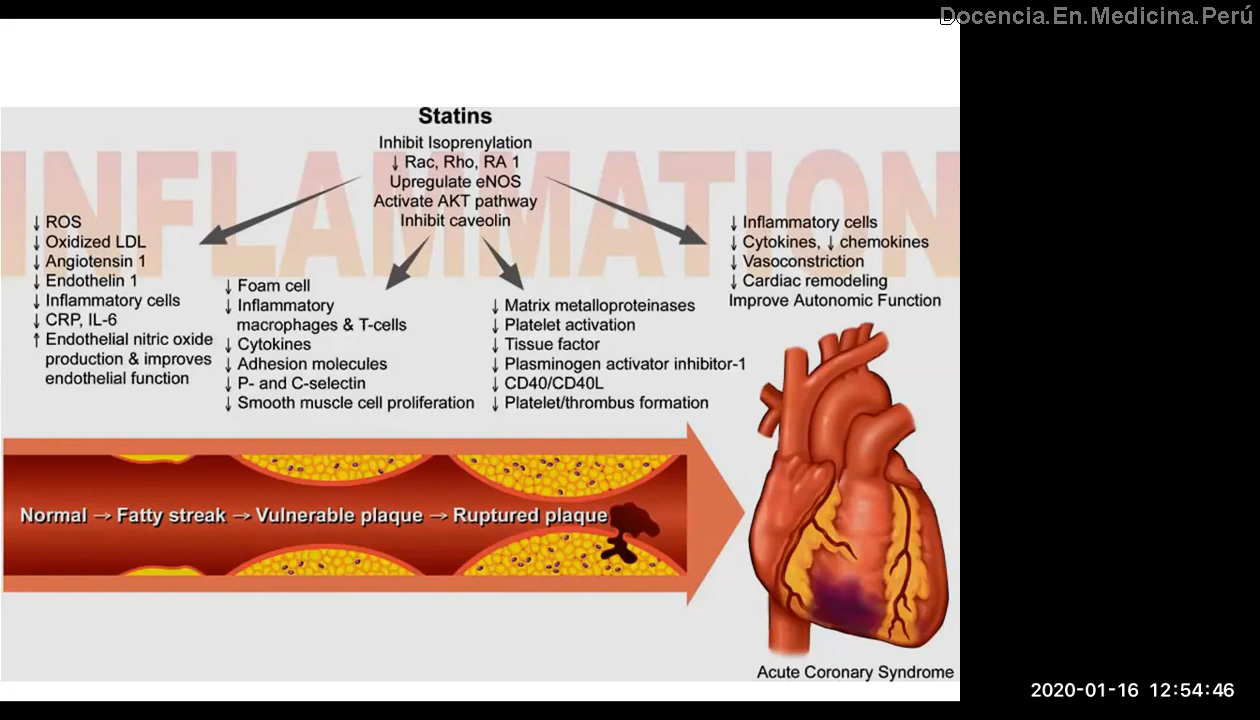 Docencia.En.Medicina.Perú
INFLAMMATION
Statins
Inhibit Isoprenylation
↓ Rac, Rho, RA 1
Upregulate eNOS
Activate AKT pathway
Inhibit caveolin
↓ ROS
↓ Oxidized LDL
↓ Angiotensin 1
↓ Endothelin 1
↓ Inflammatory cells
↓ CRP, IL-6
↑ Endothelial nitric oxide
production & improves
endothelial function
↓ Foam cell
↓ Inflammatory
macrophages & T-cells
↓ Cytokines
↓ Adhesion molecules
↓ P- and C-selectin
↓ Smooth muscle cell proliferation
↓ Matrix metalloproteinases
↓ Platelet activation
↓ Tissue factor
↓ Plasminogen activator inhibitor-1
↓ CD40/CD40L
↓ Platelet/thrombus formation
↓ Inflammatory cells
↓ Cytokines, ↓ chemokines
↓ Vasoconstriction
↓ Cardiac remodeling
Improve Autonomic Function
Normal → Fatty streak → Vulnerable plaque → Ruptured plaque
Acute Coronary Syndrome
2020-01-16 12:54:46